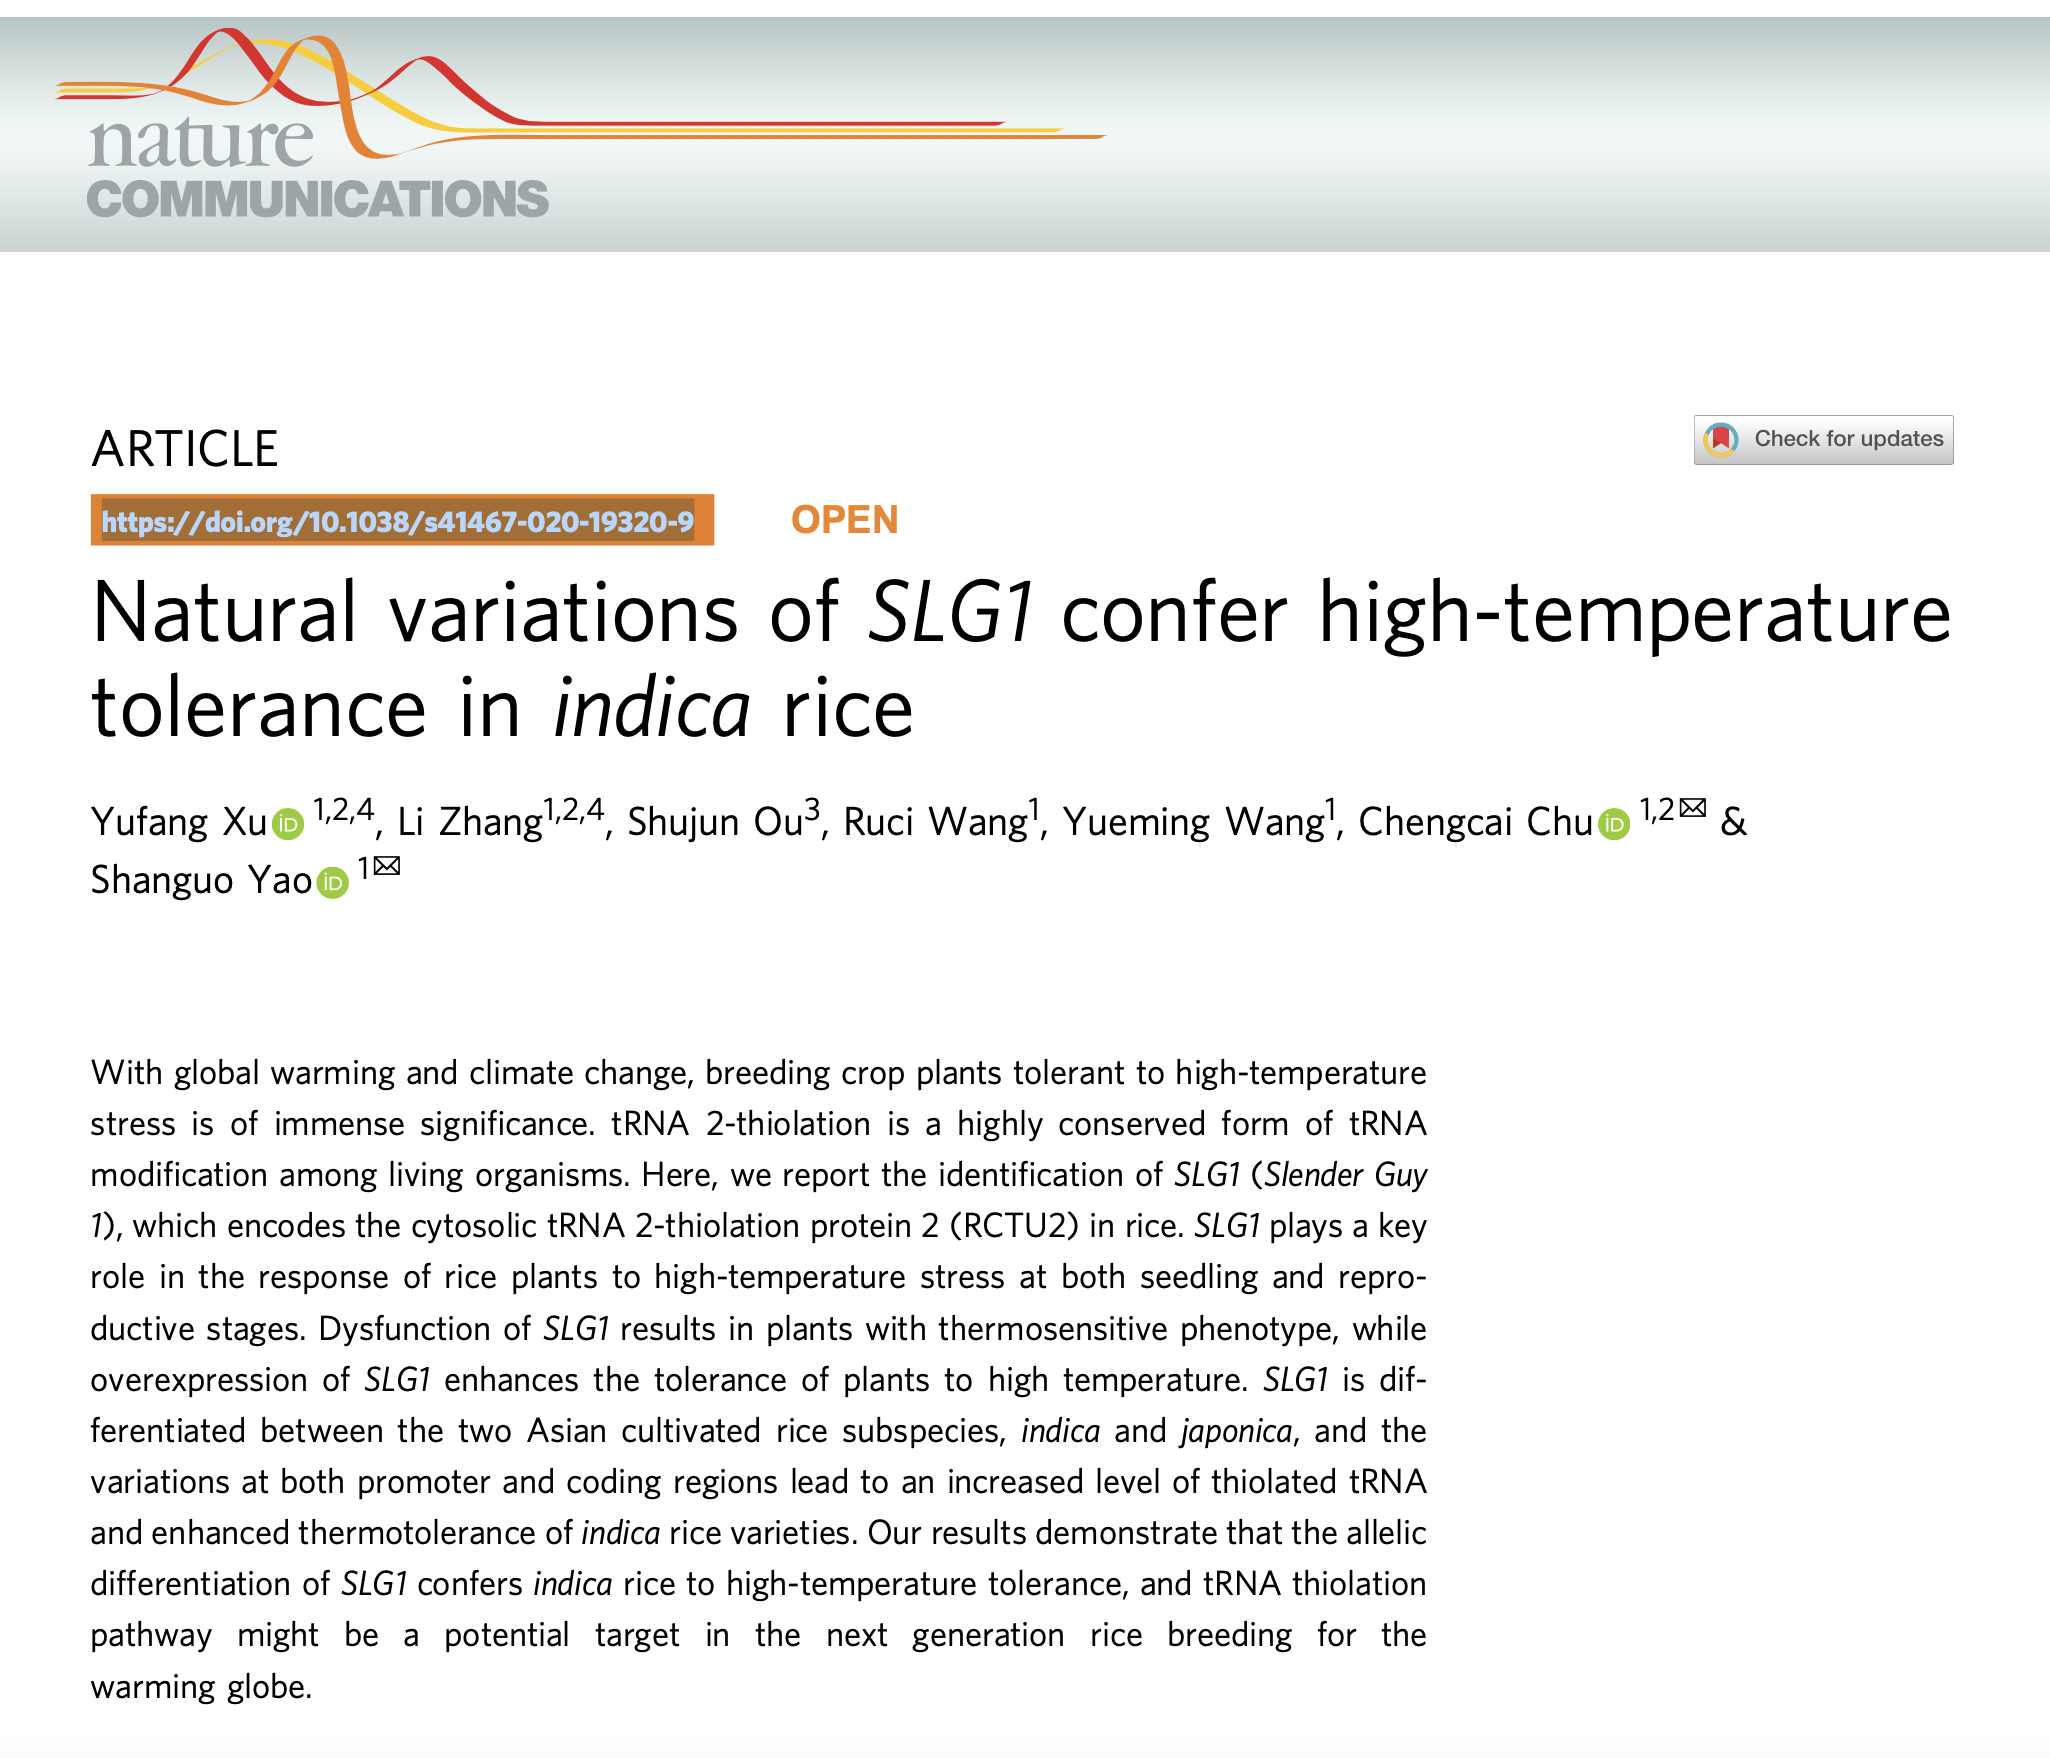 nature
COMMUNICATIONS
ARTICLE
Check for updates
https://doi.org/10.1038/s41467-020-19320-9
OPEN
Natural variations of SLG1 confer high-temperature
tolerance in indica rice
Yufang Xu iD 1,2,4, Li Zhang1,2,4, Shujun Ou3, Ruci Wang1, Yueming Wang1, Chengcai Chu iD 1,2✉ &
Shanguo Yao iD 1✉
With global warming and climate change, breeding crop plants tolerant to high-temperature
stress is of immense significance. tRNA 2-thiolation is a highly conserved form of tRNA
modification among living organisms. Here, we report the identification of SLG1 (Slender Guy
1), which encodes the cytosolic tRNA 2-thiolation protein 2 (RCTU2) in rice. SLG1 plays a key
role in the response of rice plants to high-temperature stress at both seedling and repro-
ductive stages. Dysfunction of SLG1 results in plants with thermosensitive phenotype, while
overexpression of SLG1 enhances the tolerance of plants to high temperature. SLG1 is dif-
ferentiated between the two Asian cultivated rice subspecies, indica and japonica, and the
variations at both promoter and coding regions lead to an increased level of thiolated tRNA
and enhanced thermotolerance of indica rice varieties. Our results demonstrate that the allelic
differentiation of SLG1 confers indica rice to high-temperature tolerance, and tRNA thiolation
pathway might be a potential target in the next generation rice breeding for the
warming globe.